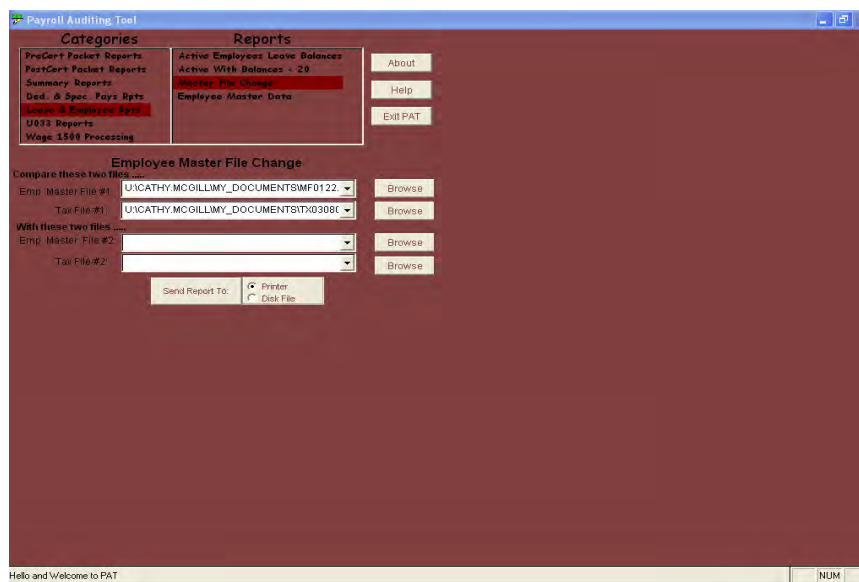 Payroll Auditing Tool
Categories
Reports
PreCert Packet Reports
PostCert Packet Reports
Summary Reports
Ded. & Spec. Pays Rpts
Leave & Employee Rpts
U033 Reports
Wage 1500 Processing
Active Employees Leave Balances
Active With Balances - 20
Master File Change
Employee Master Data
About
Help
Exit PAT
Employee Master File Change
Compare these two files .....
Emp. Master File #1: U:\CATHY.MCGILL\MY_DOCUMENTS\MF0122. Browse
Tax File #1: U:\CATHY.MCGILL\MY_DOCUMENTS\TX0308( Browse
With these two files .....
Emp. Master File #2: Browse
Tax File #2: Browse
Send Report To: Printer
Disk File
Hello and Welcome to PAT NUM